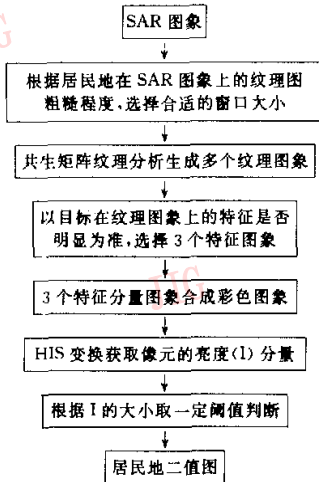 SAR 图象
根据居民地在 SAR 图象上的纹理图
粗糙程度,选择合适的窗口大小
共生矩阵纹理分析生成多个纹理图象
以目标在纹理图象上的特征是否
明显为准,选择 3 个特征图象
3 个特征分量图象合成彩色图象
HIS 变换获取像元的亮度(I)分量
根据 I 的大小取一定阈值判断
居民地二值图
JIG